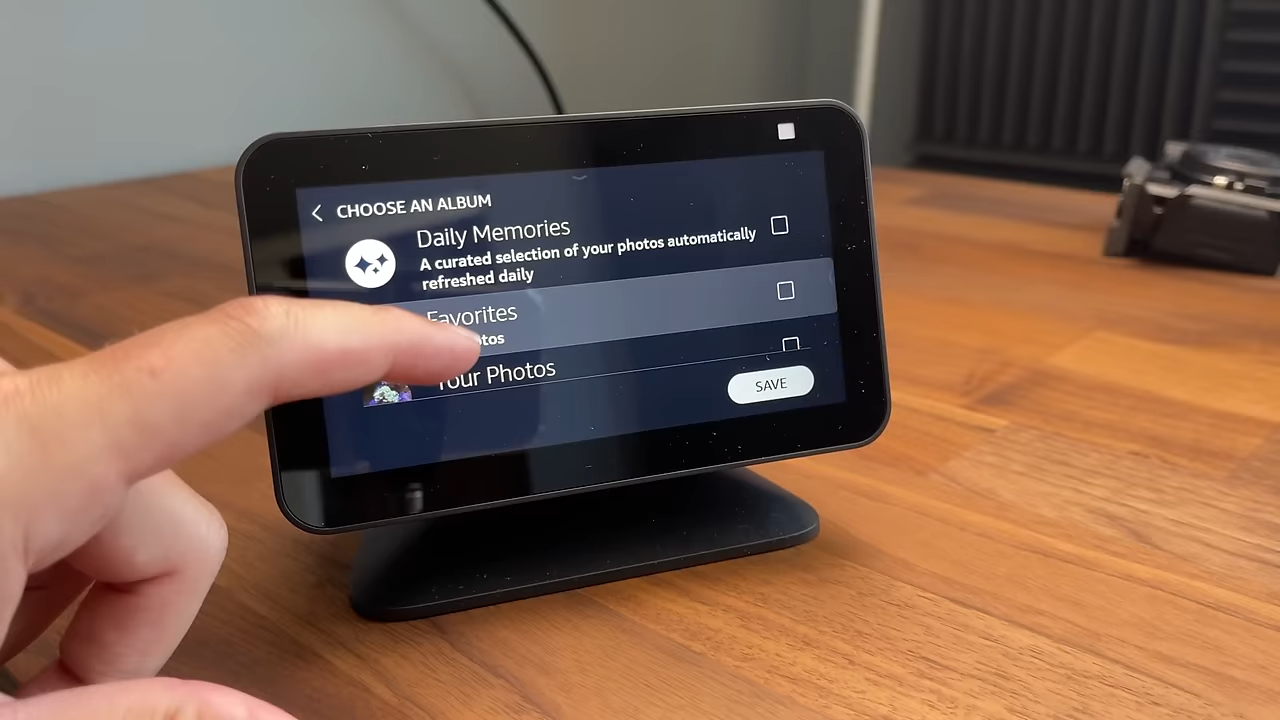 CHOOSE AN ALBUM
Daily Memories
A curated selection of your photos automatically
refreshed daily
Favorites
Your Photos
SAVE